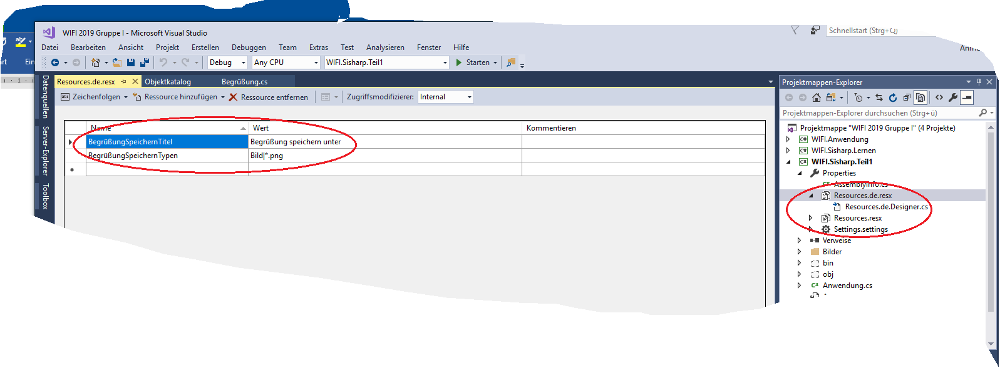 WIFI 2019 Gruppe I - Microsoft Visual Studio
Schnellstart (Strg+Q)
Datei Bearbeiten Ansicht Projekt Erstellen Debuggen Team Extras Test Analysieren Fenster Hilfe
Debug Any CPU WIFI.Sisharp.Teil1 Starten
Resources.de.resx Objektkatalog Begrüßung.cs
Zeichenfolgen Ressource hinzufügen Ressource entfernen Zugriffsmodifizierer: Internal
Datenquellen
Server-Explorer
Toolbox
Name Wert Kommentieren
BegrüßungSpeichernTitel Begrüßung speichern unter
BegrüßungSpeichernTypen Bild|*.png
Projektmappen-Explorer
Projektmappen-Explorer durchsuchen (Strg+ü)
Projektmappe "WIFI 2019 Gruppe I" (4 Projekte)
WIFI.Anwendung
WIFI.Sisharp.Lernen
WIFI.Sisharp.Teil1
Properties
AssemblyInfo.cs
Resources.de.resx
Resources.de.Designer.cs
Resources.resx
Settings.settings
Verweise
Bilder
bin
obj
Anwendung.cs